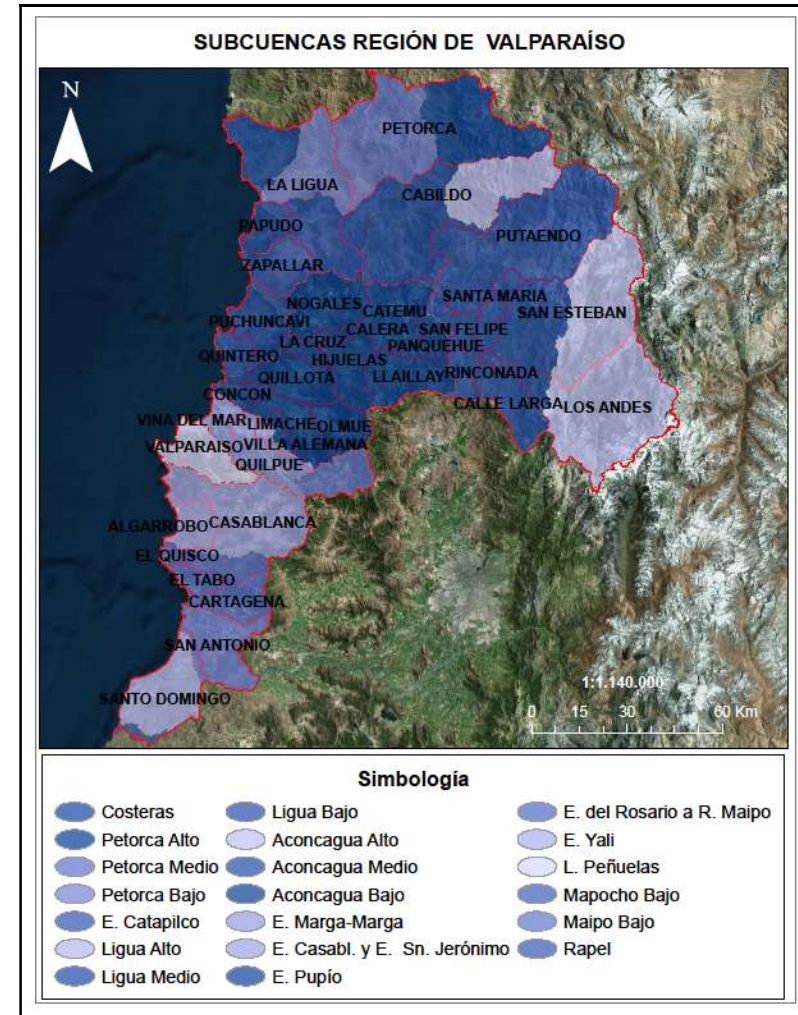 SUBCUENCAS REGIÓN DE VALPARAÍSO
N
PETORCA
LA LIGUA
CABILDO
PAPUDO
PUTAENDO
ZAPALLAR
NOGALES
SANTA MARIA
CATEMU
SAN ESTEBAN
PUCHUNCAVI
CALERA
SAN FELIPE
LA CRUZ
PANQUEHUE
QUINTERO
HIJUELAS
QUILLOTA
LLAILLAY
RINCONADA
CONCON
CALLE LARGA
LOS ANDES
VINA DEL MAR
LIMACHE
OLMUE
VALPARAISO
VILLA ALEMANA
QUILPUE
ALGARROBO
CASABLANCA
EL QUISCO
EL TABO
CARTAGENA
SAN ANTONIO
SANTO DOMINGO
1:1.140.000
0 15 30 60 Km
Simbología
Costeras
Petorca Alto
Petorca Medio
Petorca Bajo
E. Catapilco
Ligua Alto
Ligua Medio
Ligua Bajo
Aconcagua Alto
Aconcagua Medio
Aconcagua Bajo
E. Marga-Marga
E. Casabl. y E. Sn. Jerónimo
E. Pupío
E. del Rosario a R. Maipo
E. Yali
L. Peñuelas
Mapocho Bajo
Maipo Bajo
Rapel